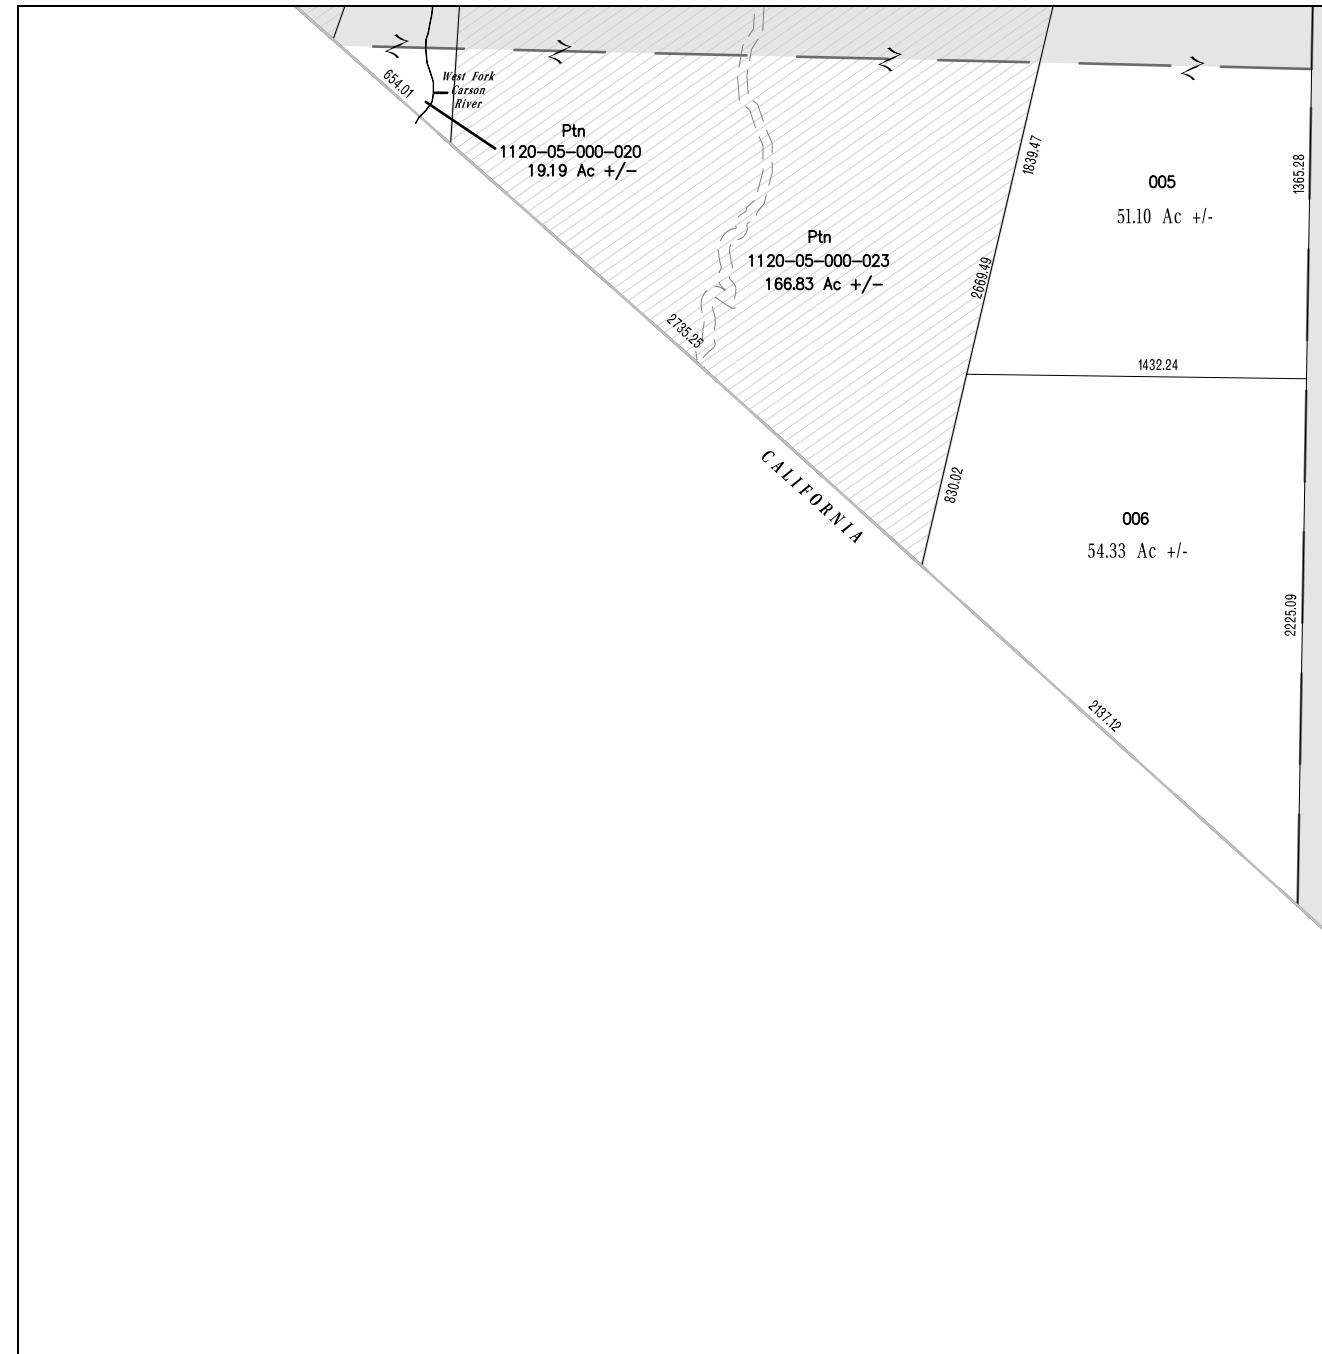 654.01
West Fork
Carson
River
Ptn
1120-05-000-020
19.19 Ac +/-
Ptn
1120-05-000-023
166.83 Ac +/-
1839.47
005
51.10 Ac +/-
1365.28
2669.49
2735.25
1432.24
CALIFORNIA
830.02
006
54.33 Ac +/-
2225.09
2137.12